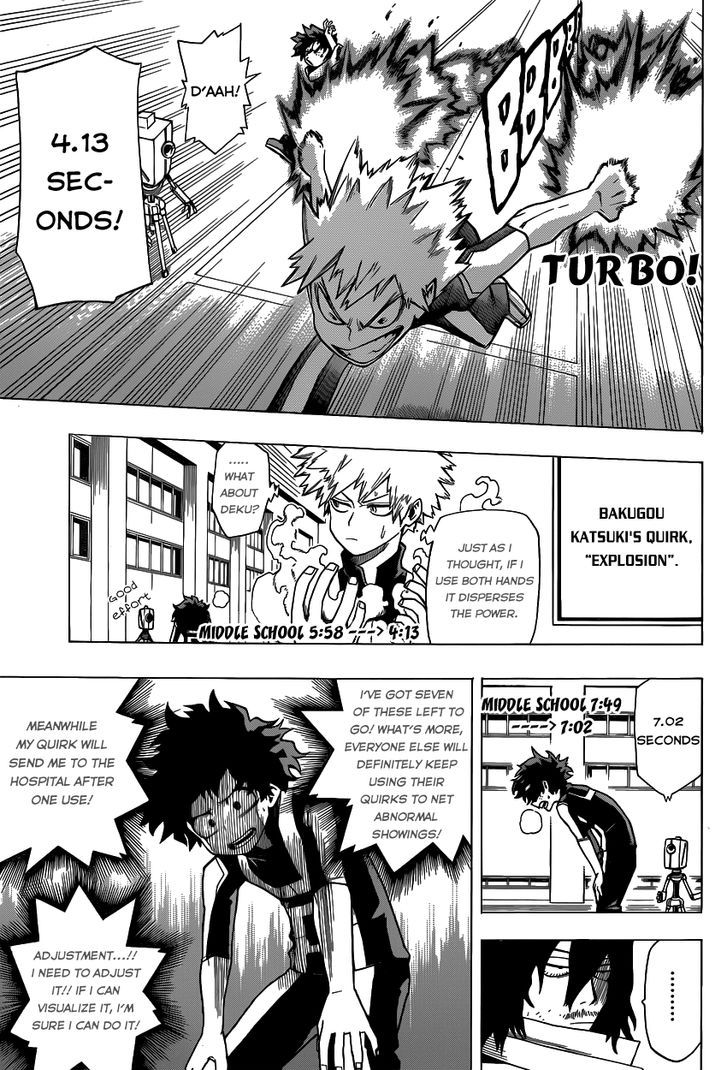 BBBBB
TURBO!
D'AAH!
4.13
SEC-
ONDS!
BAKUGOU
KATSUKI'S QUIRK,
"EXPLOSION".
JUST AS I
THOUGHT, IF I
USE BOTH HANDS
IT DISPERSES
THE POWER.
.....
WHAT
ABOUT
DEKU?
MIDDLE SCHOOL 5:58 ---> 4:13
Good
effort
MIDDLE SCHOOL 7:49
----> 7:02
7.02
SECONDS
I'VE GOT SEVEN
OF THESE LEFT TO
GO! WHAT'S MORE,
EVERYONE ELSE WILL
DEFINITELY KEEP
USING THEIR
QUIRKS TO NET
ABNORMAL
SHOWINGS!
MEANWHILE
MY QUIRK WILL
SEND ME TO THE
HOSPITAL AFTER
ONE USE!
ADJUSTMENT...!!
I NEED TO ADJUST
IT!! IF I CAN
VISUALIZE IT, I'M
SURE I CAN DO IT!
........